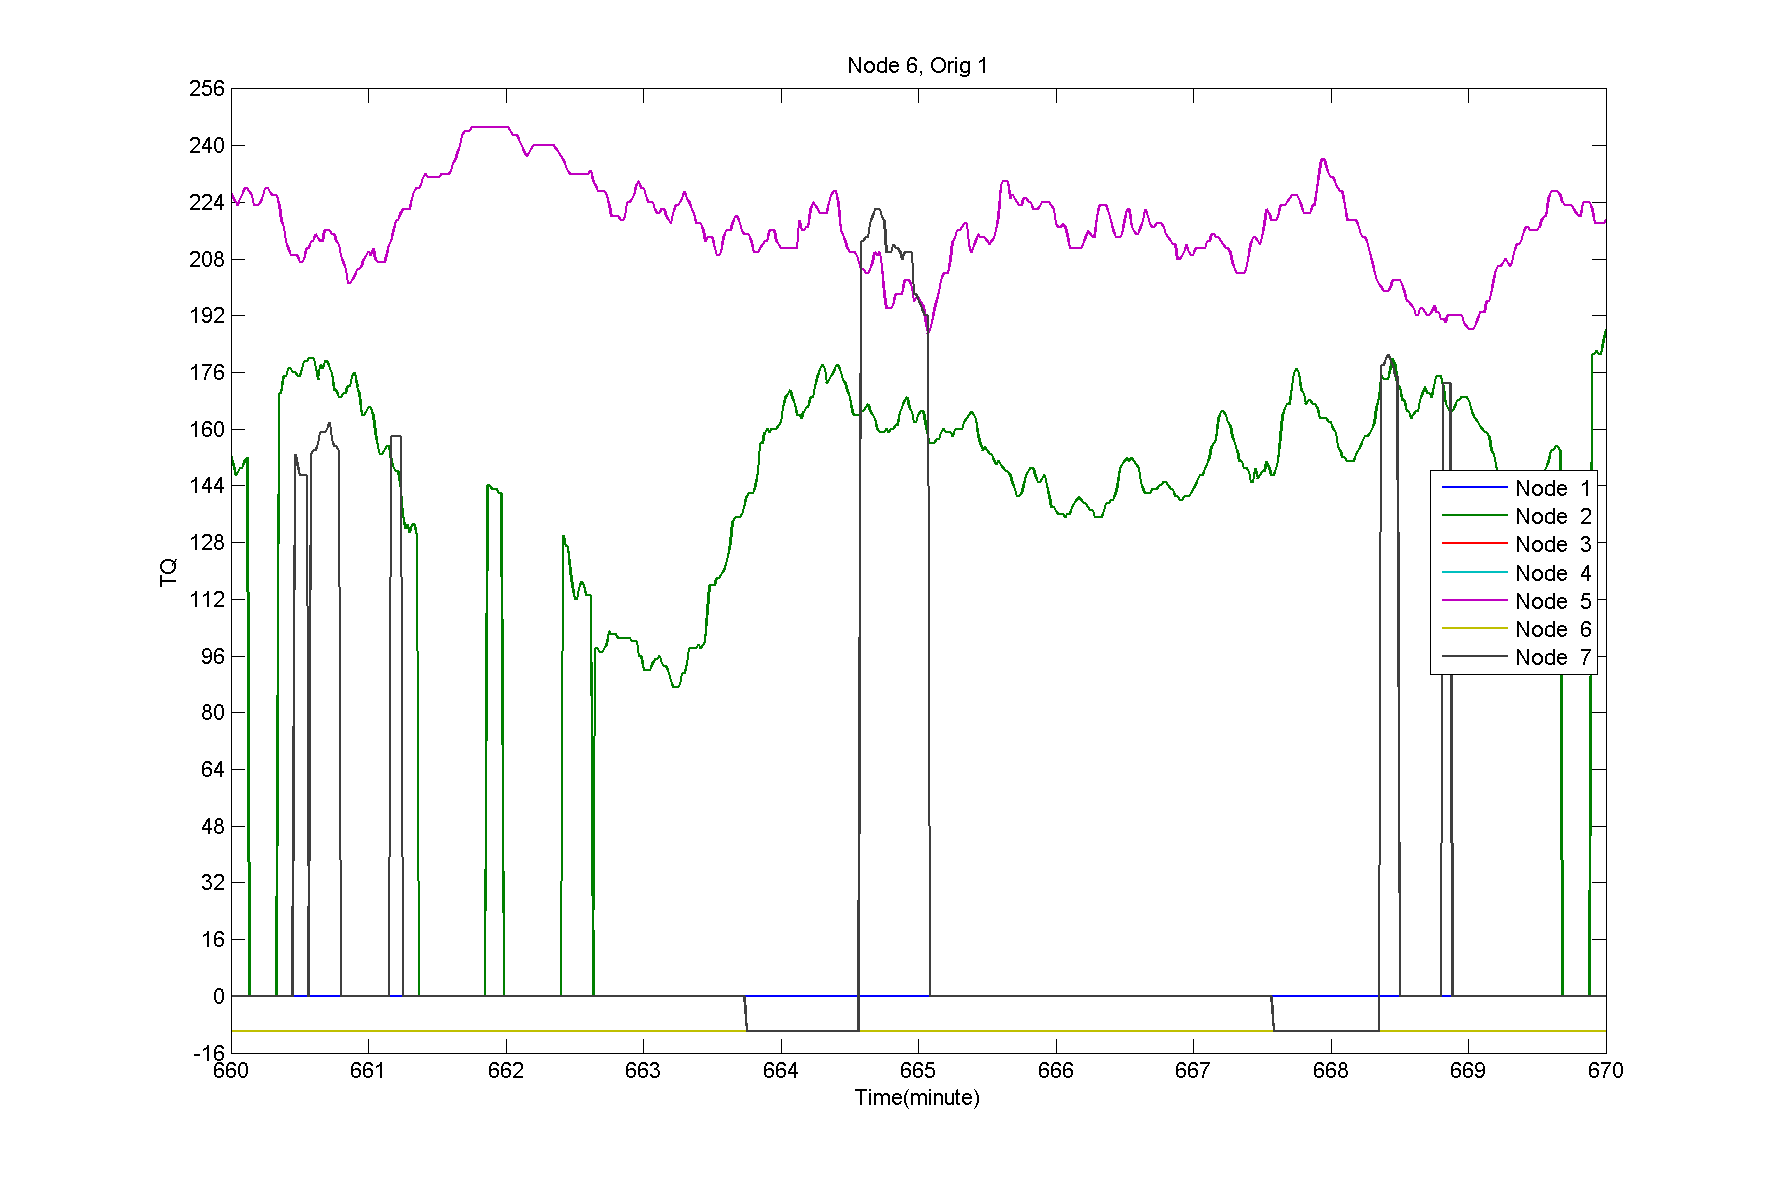 Node 6, Orig 1
256
240
224
208
192
176
160
144
128
112
96
80
64
48
32
16
0
-16
TQ
Node 1
Node 2
Node 3
Node 4
Node 5
Node 6
Node 7
660 661 662 663 664 665 666 667 668 669 670
Time(minute)